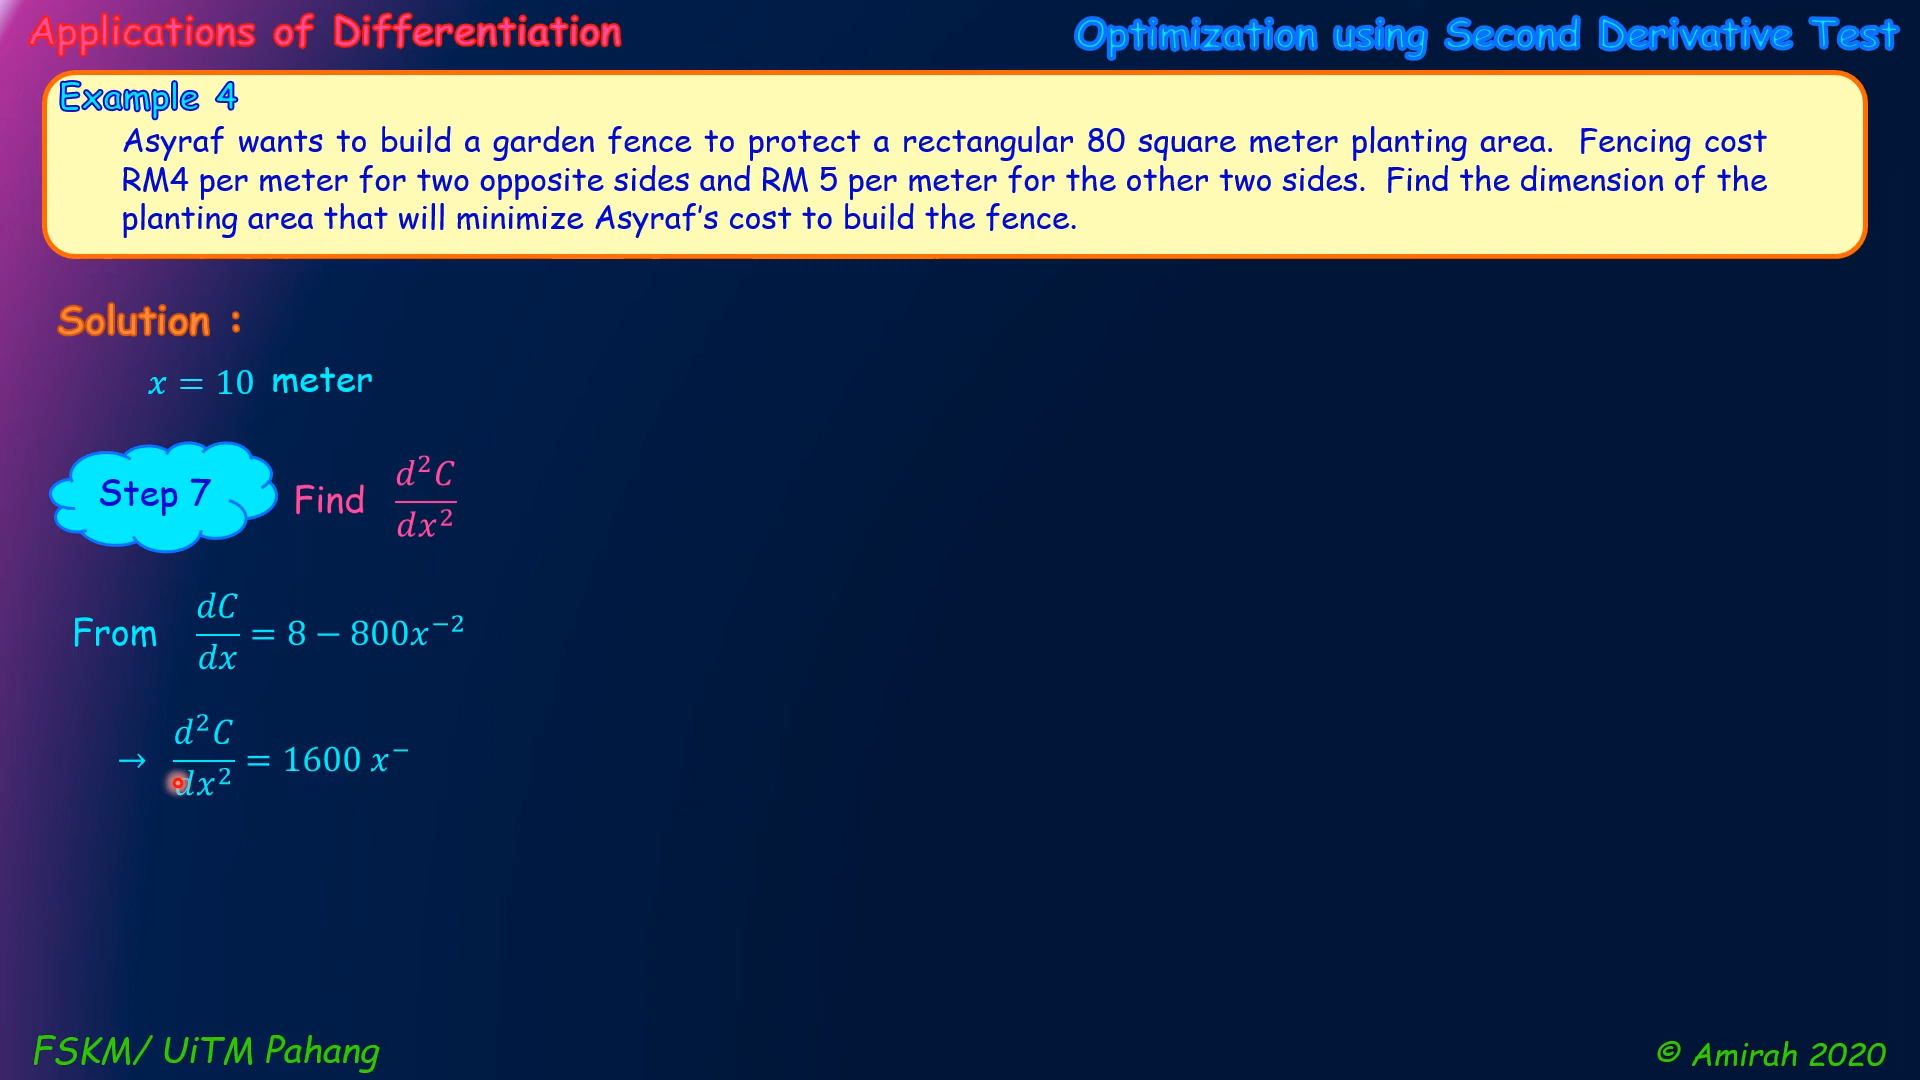 Applications of Differentiation
Optimization using Second Derivative Test
Example 4
Asyraf wants to build a garden fence to protect a rectangular 80 square meter planting area. Fencing cost
RM4 per meter for two opposite sides and RM 5 per meter for the other two sides. Find the dimension of the
planting area that will minimize Asyraf's cost to build the fence.
Solution :
x = 10 meter
Step 7
Find d²C/dx²
From dC/dx = 8 − 800x⁻²
→ d²C/dx² = 1600 x⁻
FSKM/ UiTM Pahang
© Amirah 2020